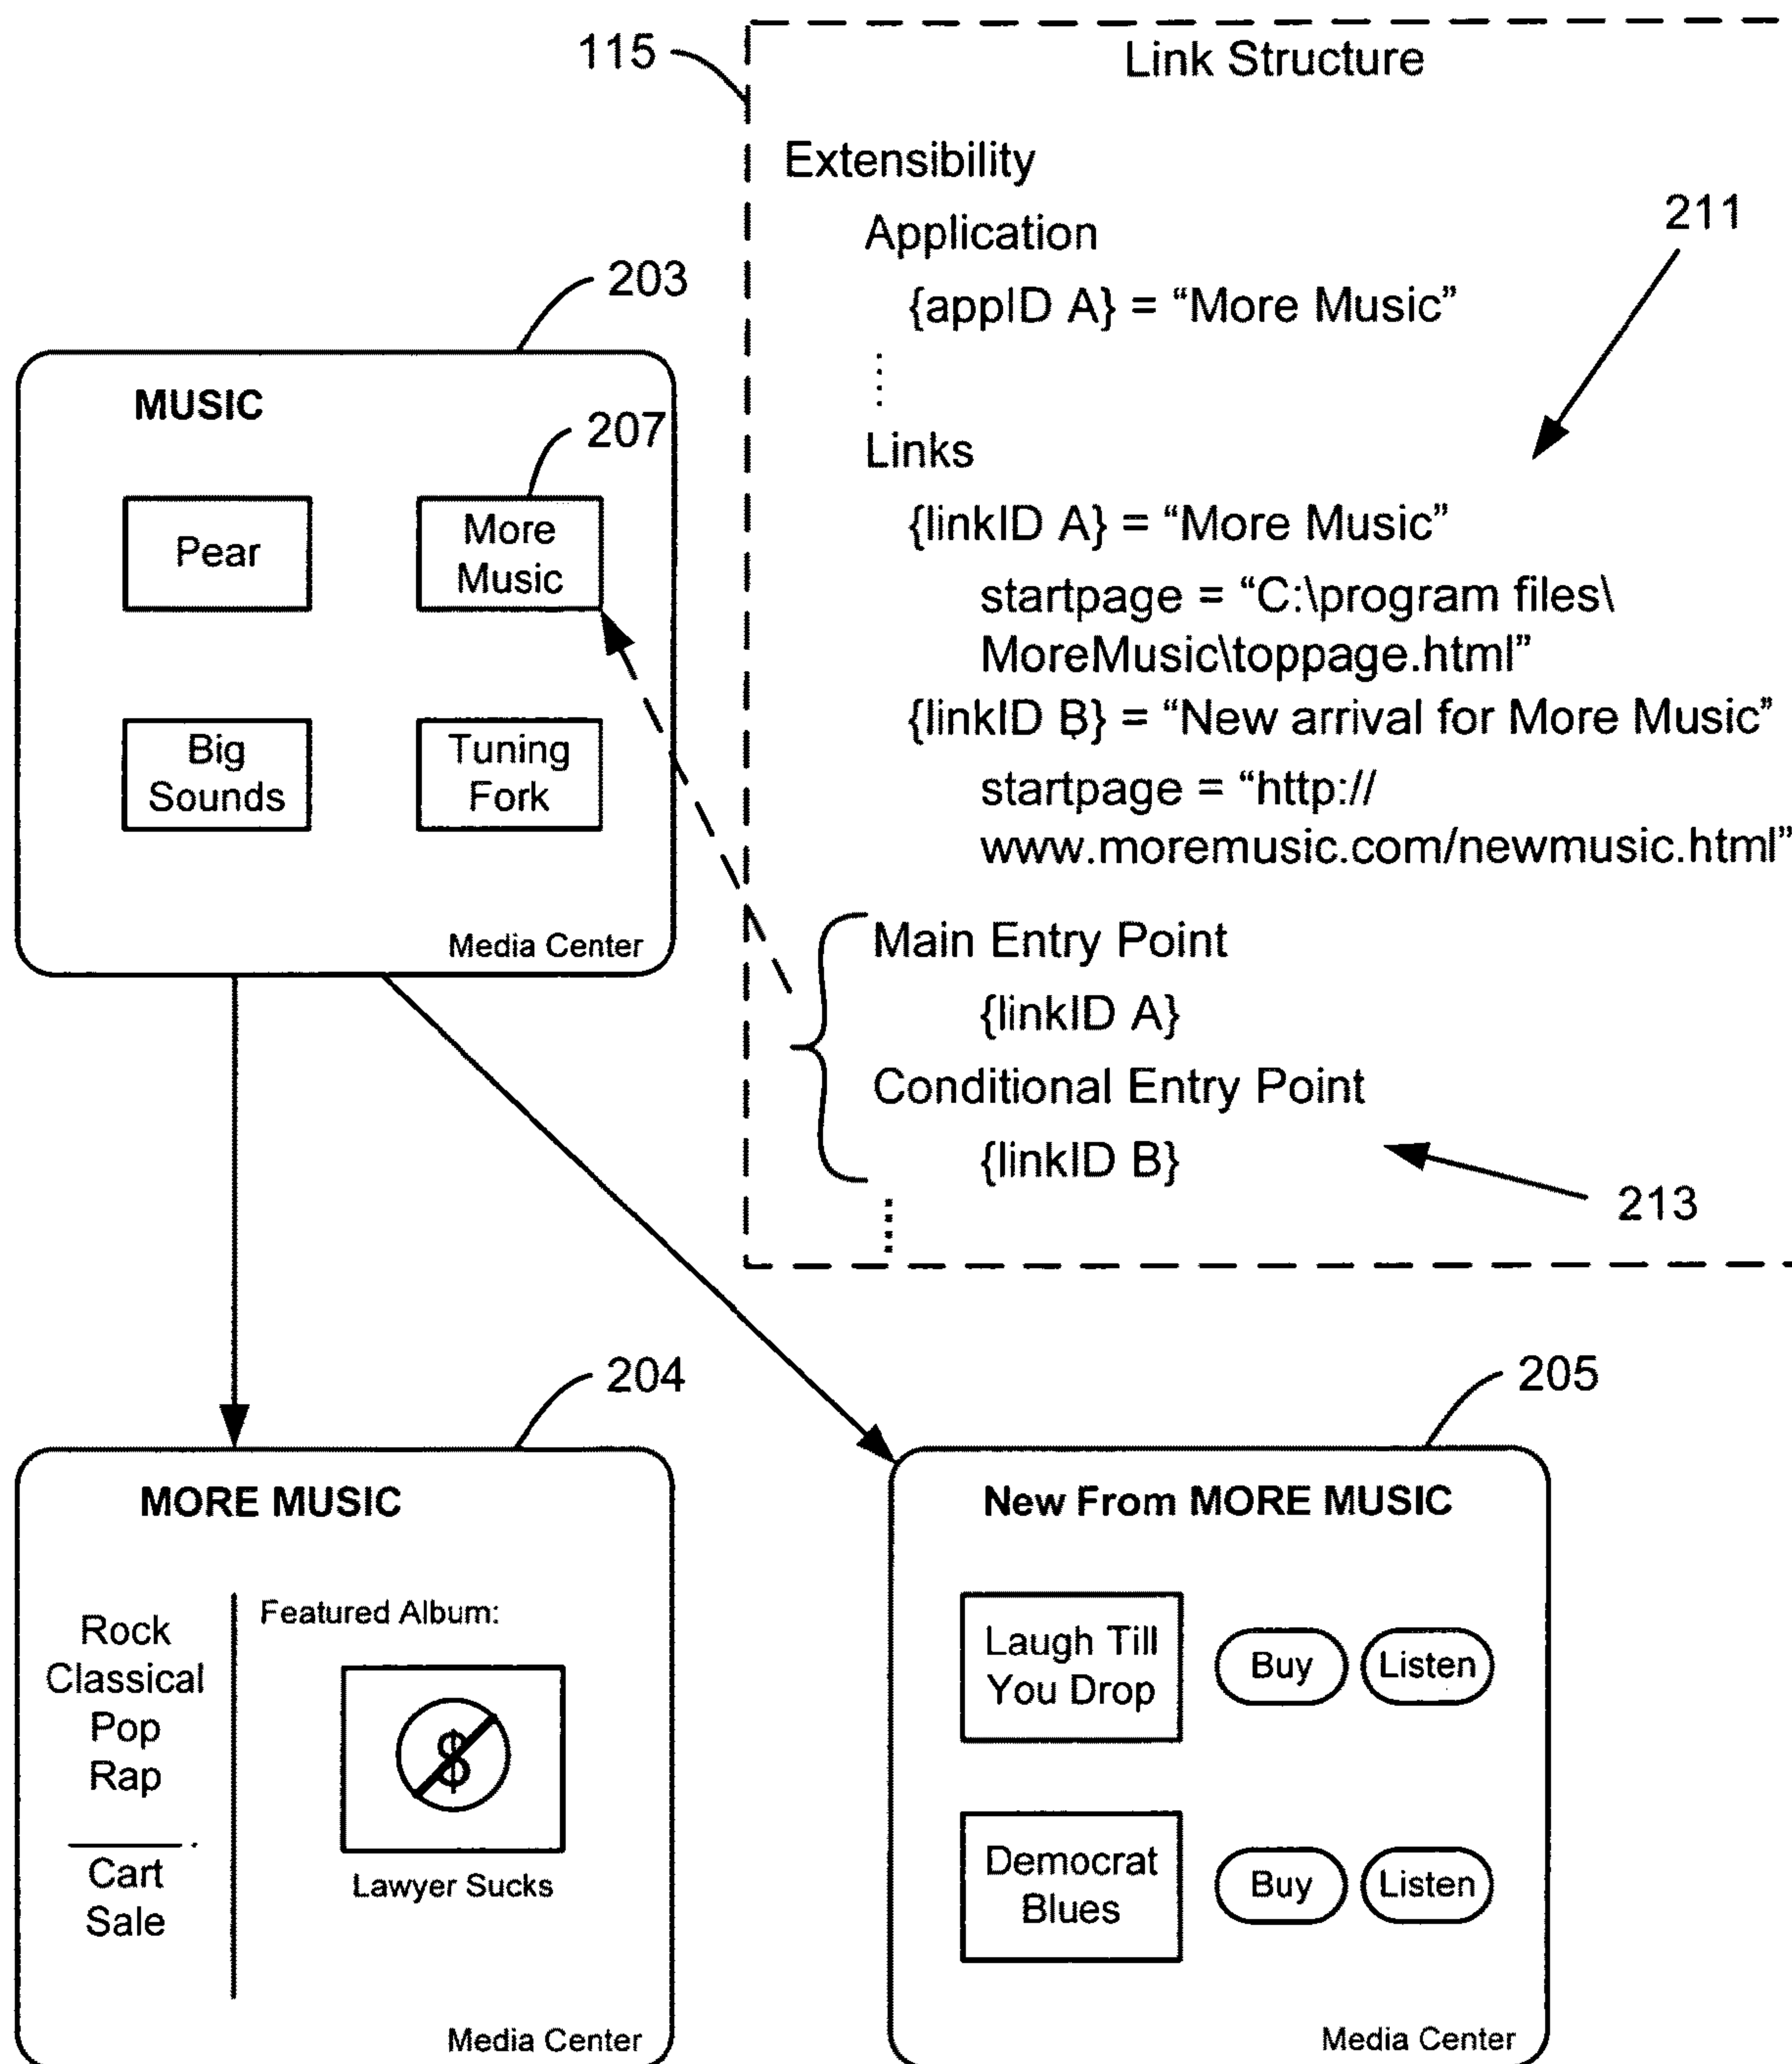 115
Link Structure
Extensibility
Application
{appID A} = “More Music”
Links
{linkID A} = “More Music”
startpage = “C:\program files\
MoreMusic\toppage.html”
{linkID B} = “New arrival for More Music”
startpage = “http://
www.moremusic.com/newmusic.html”
Main Entry Point
{linkID A}
Conditional Entry Point
{linkID B}
211
213
203
MUSIC
207
Pear
More
Music
Big
Sounds
Tuning
Fork
Media Center
204
MORE MUSIC
Rock
Classical
Pop
Rap
Cart
Sale
Featured Album:
$
Lawyer Sucks
Media Center
205
New From MORE MUSIC
Laugh Till
You Drop
Buy
Listen
Democrat
Blues
Buy
Listen
Media Center